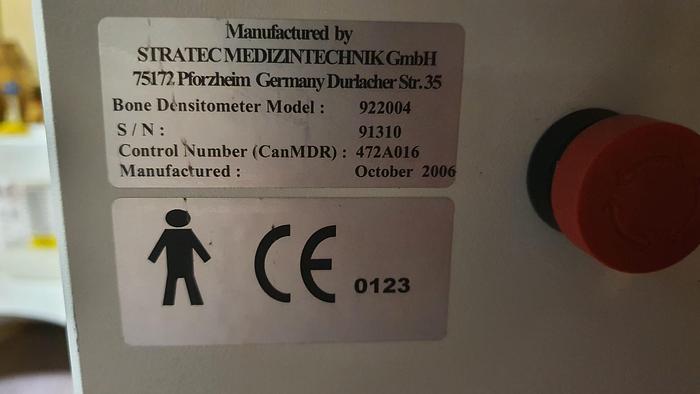 Manufactured by
STRATEC MEDIZINTECHNIK GmbH
75172 Pforzheim Germany Durlacher Str. 35
Bone Densitometer Model : 922004
S / N : 91310
Control Number (CanMDR) : 472A016
Manufactured : October 2006
CE 0123